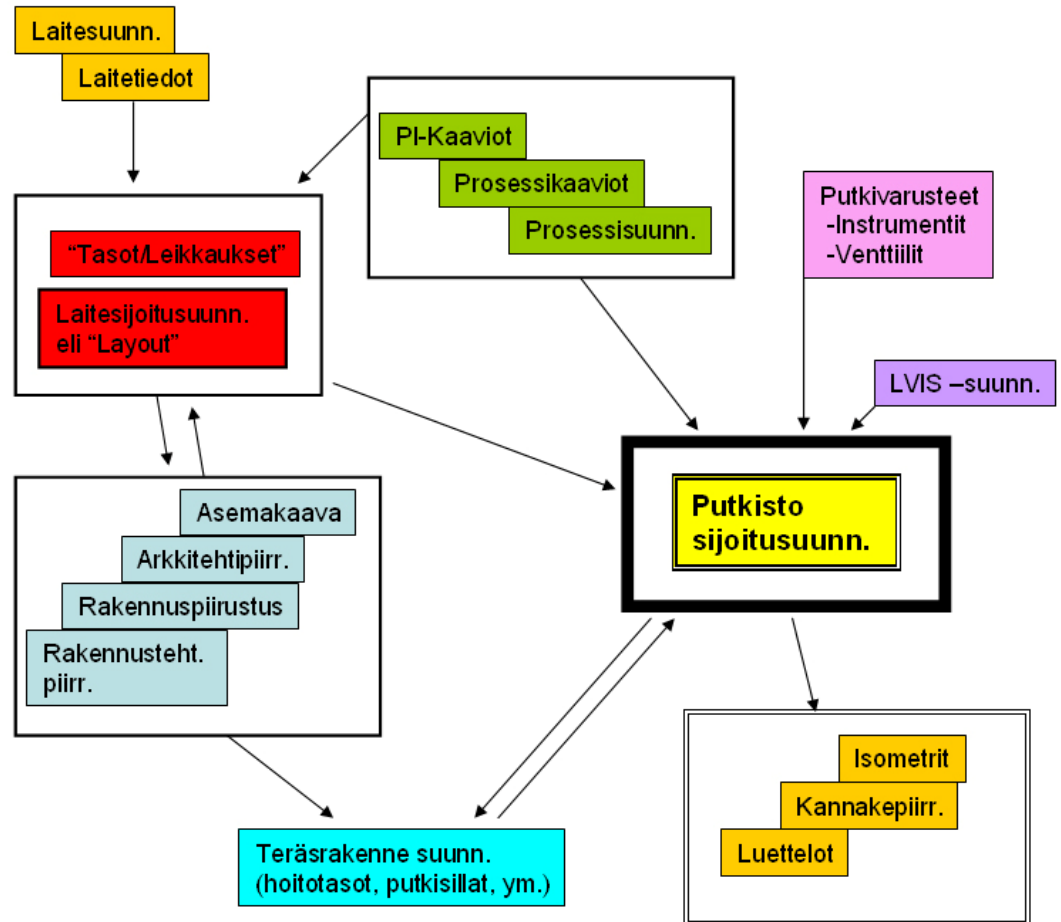 Laitesuunn.
Laitetiedot
PI-Kaaviot
Prosessikaaviot
Prosessisuunn.
Putkivarusteet
-Instrumentit
-Venttiilit
“Tasot/Leikkaukset”
Laitesijoitusuunn.
eli “Layout”
LVIS –suunn.
Putkisto
sijoitusuunn.
Asemakaava
Arkkitehtipiirr.
Rakennuspiirustus
Rakennusteht.
piirr.
Isometrit
Kannakepiirr.
Luettelot
Teräsrakenne suunn.
(hoitotasot, putkisillat, ym.)